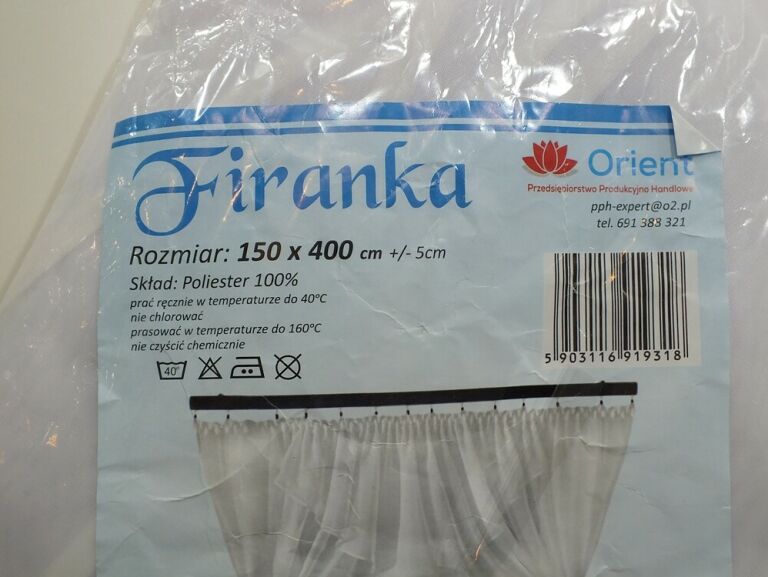 Firanka
Orient
Przedsiębiorstwo Produkcyjno Handlowe
pph-expert@o2.pl
tel. 691 388 321
Rozmiar: 150 x 400 cm +/- 5cm
Skład: Poliester 100%
prać ręcznie w temperaturze do 40°C
nie chlorować
prasować w temperaturze do 160°C
nie czyścić chemicznie
40°
5 903116 919318